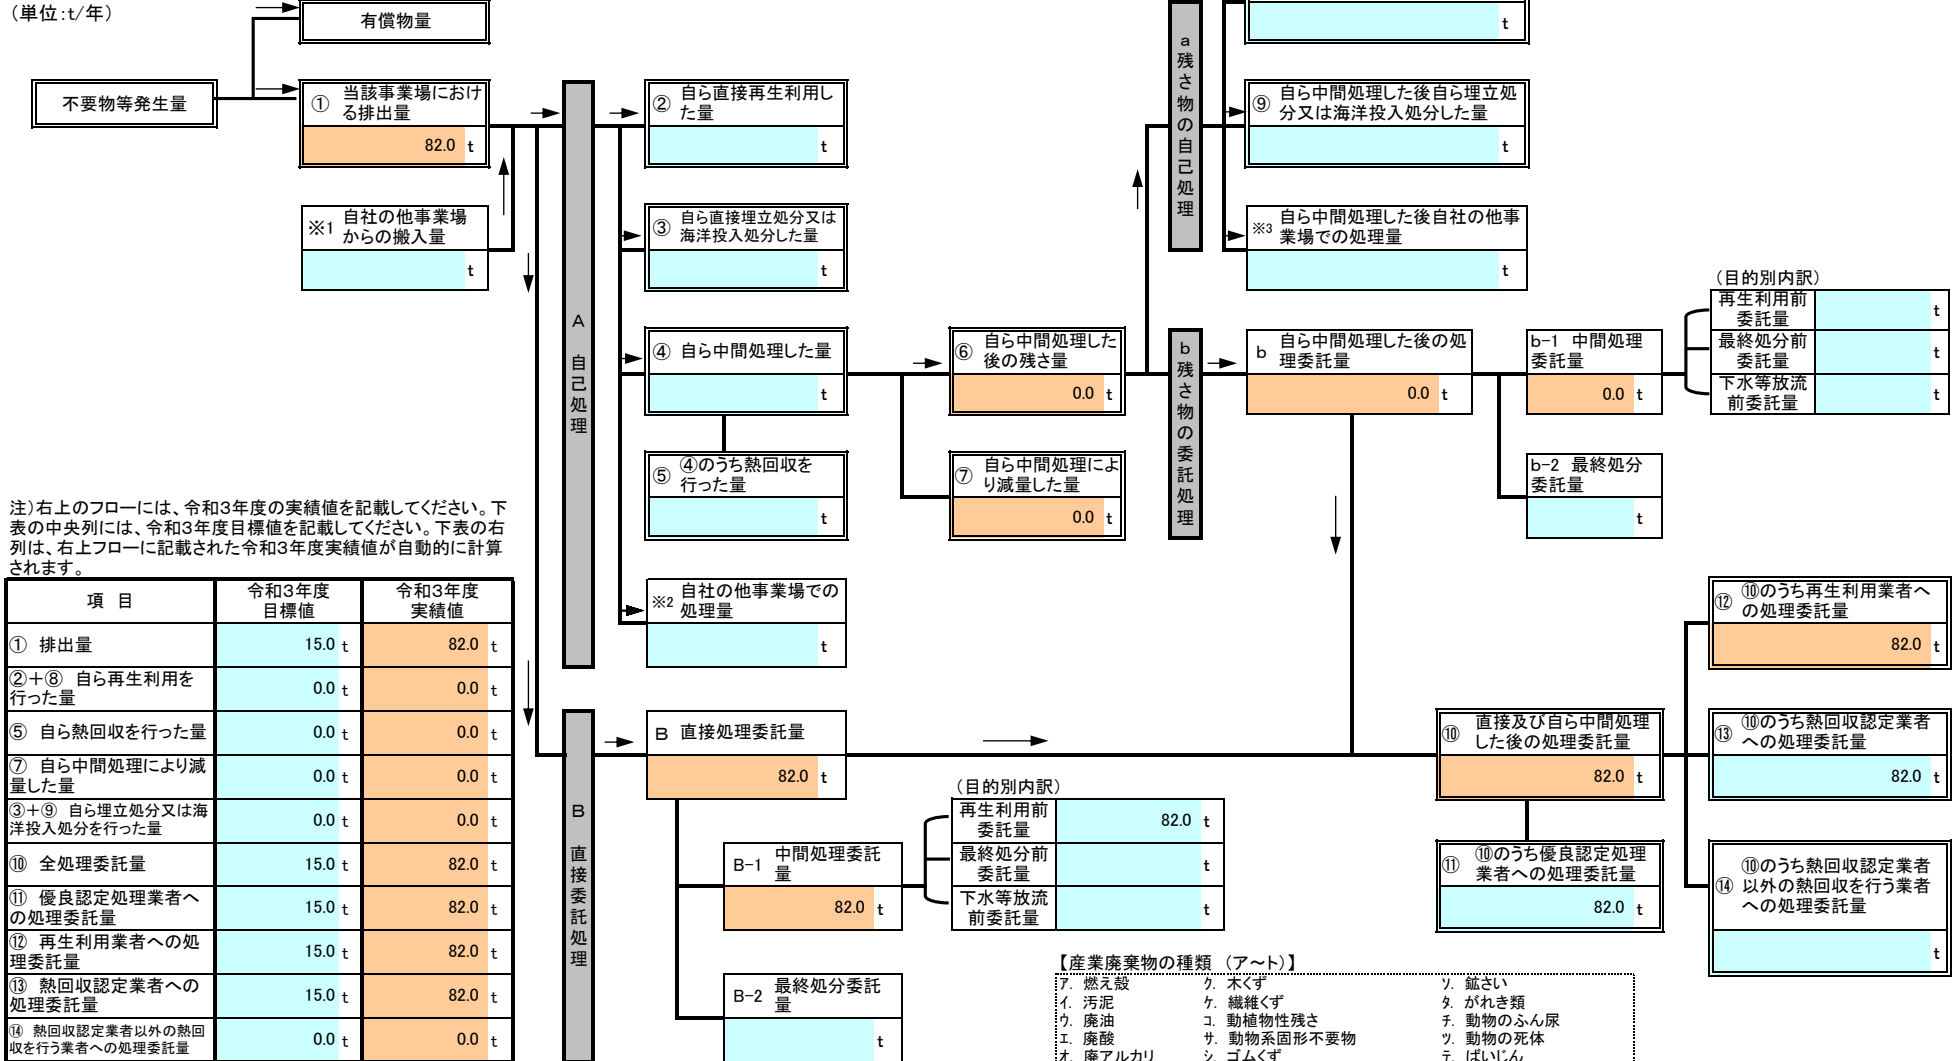 (単位:t/年)
有償物量
不要物等発生量
① 当該事業場におけ
る排出量
82.0 t
※1 自社の他事業場
からの搬入量
t
A 自己処理
② 自ら直接再生利用し
た量
t
③ 自ら直接埋立処分又は
海洋投入処分した量
t
④ 自ら中間処理した量
t
⑤ ④のうち熱回収を
行った量
t
※2 自社の他事業場での
処理量
t
⑥ 自ら中間処理した
後の残さ量
0.0 t
⑦ 自ら中間処理によ
り減量した量
0.0 t
a 残さ物の自己処理
t
⑨ 自ら中間処理した後自ら埋立処
分又は海洋投入処分した量
t
※3 自ら中間処理した後自社の他事
業場での処理量
t
b 残さ物の委託処理
b 自ら中間処理した後の処
理委託量
0.0 t
b-1 中間処理
委託量
0.0 t
b-2 最終処分
委託量
t
(目的別内訳)
再生利用前
委託量
t
最終処分前
委託量
t
下水等放流
前委託量
t
注)右上のフローには、令和3年度の実績値を記載してください。下
表の中央列には、令和3年度目標値を記載してください。下表の右
列は、右上フローに記載された令和3年度実績値が自動的に計算
されます。
項 目 令和3年度
目標値 令和3年度
実績値
① 排出量 15.0 t 82.0 t
②+⑧ 自ら再生利用を
行った量 0.0 t 0.0 t
⑤ 自ら熱回収を行った量 0.0 t 0.0 t
⑦ 自ら中間処理により減
量した量 0.0 t 0.0 t
③+⑨ 自ら埋立処分又は海
洋投入処分を行った量 0.0 t 0.0 t
⑩ 全処理委託量 15.0 t 82.0 t
⑪ 優良認定処理業者へ
の処理委託量 15.0 t 82.0 t
⑫ 再生利用業者への処
理委託量 15.0 t 82.0 t
⑬ 熱回収認定業者への
処理委託量 15.0 t 82.0 t
⑭ 熱回収認定業者以外の熱回
収を行う業者への処理委託量 0.0 t 0.0 t
B 直接委託処理
B 直接処理委託量
82.0 t
B-1 中間処理委託
量
82.0 t
B-2 最終処分委託
量
t
(目的別内訳)
再生利用前
委託量
82.0 t
最終処分前
委託量
t
下水等放流
前委託量
t
⑩ 直接及び自ら中間処理
した後の処理委託量
82.0 t
⑪ ⑩のうち優良認定処理
業者への処理委託量
82.0 t
⑫ ⑩のうち再生利用業者へ
の処理委託量
82.0 t
⑬ ⑩のうち熱回収認定業者
への処理委託量
82.0 t
⑭ ⑩のうち熱回収認定業者
以外の熱回収を行う業者
への処理委託量
t
【産業廃棄物の種類 (ア~ト)】
ア. 燃え殻 ク. 木くず ソ. 鉱さい
イ. 汚泥 ケ. 繊維くず タ. がれき類
ウ. 廃油 コ. 動植物性残さ チ. 動物のふん尿
エ. 廃酸 サ. 動物系固形不要物 ツ. 動物の死体
オ. 廃アルカリ シ. ゴムくず テ. ばいじん